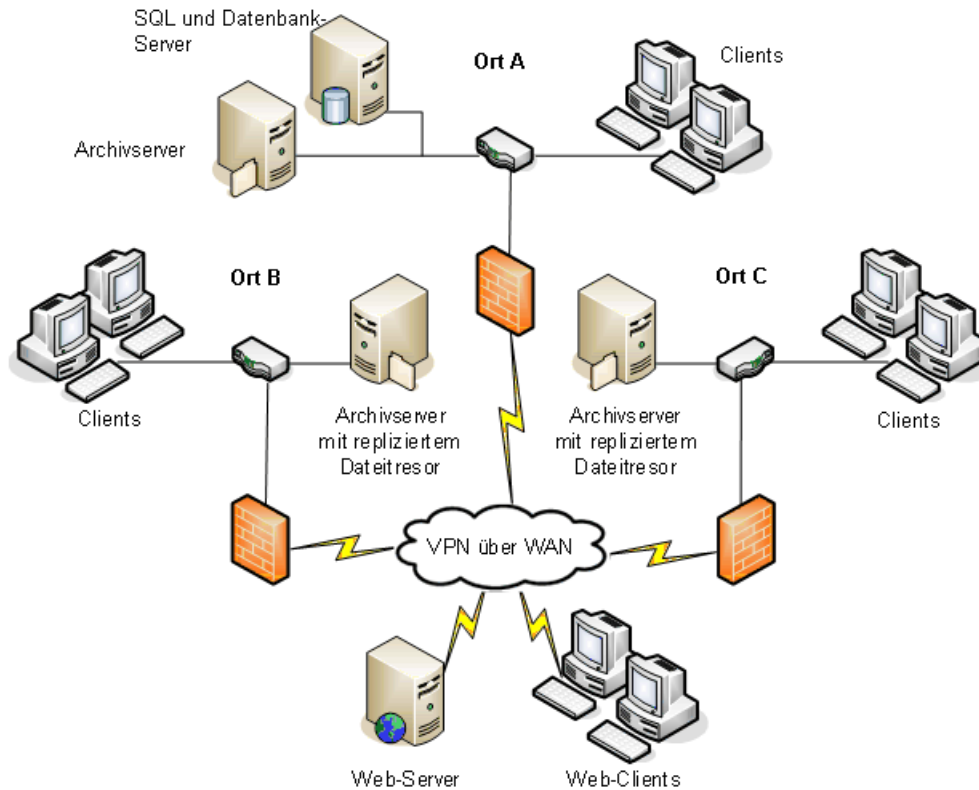 SQL und Datenbank-
Server
Ort A
Clients
Archivserver
Ort B
Ort C
Clients
Archivserver
mit repliziertem
Dateitresor
Archivserver
mit repliziertem
Dateitresor
Clients
VPN über WAN
Web-Server
Web-Clients